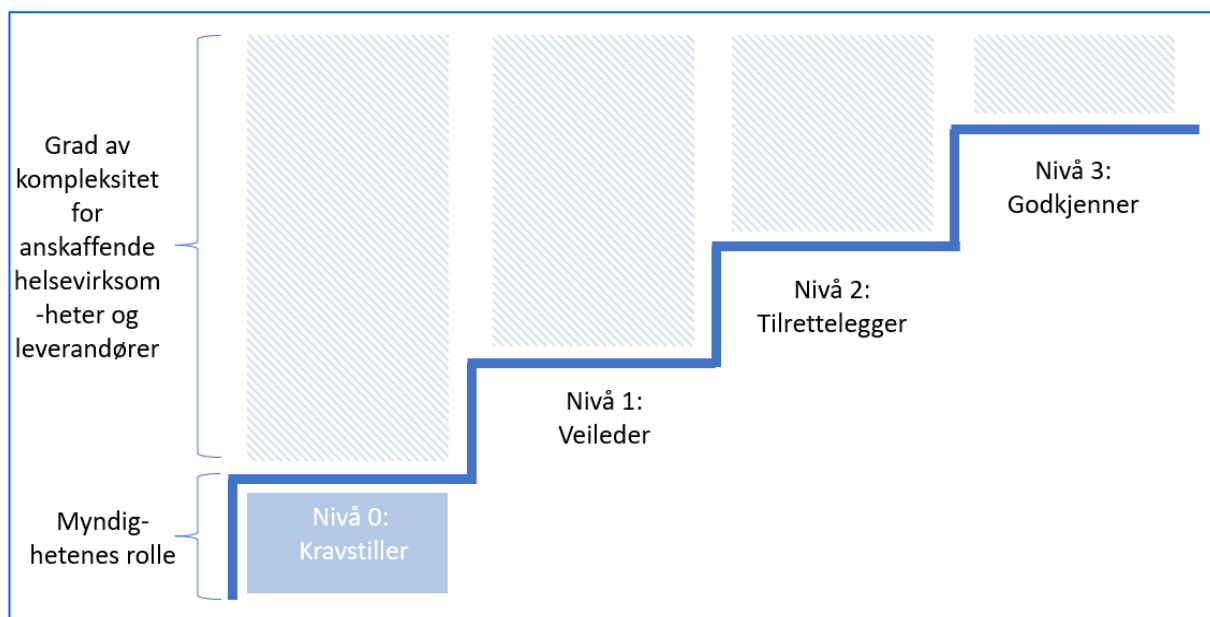 Grad av
kompleksitet
for
anskaffende
helsevirksom
-heter og
leverandører
Myndig-
hetenes rolle
Nivå 0:
Kravstiller
Nivå 1:
Veileder
Nivå 2:
Tilrettelegger
Nivå 3:
Godkjenner